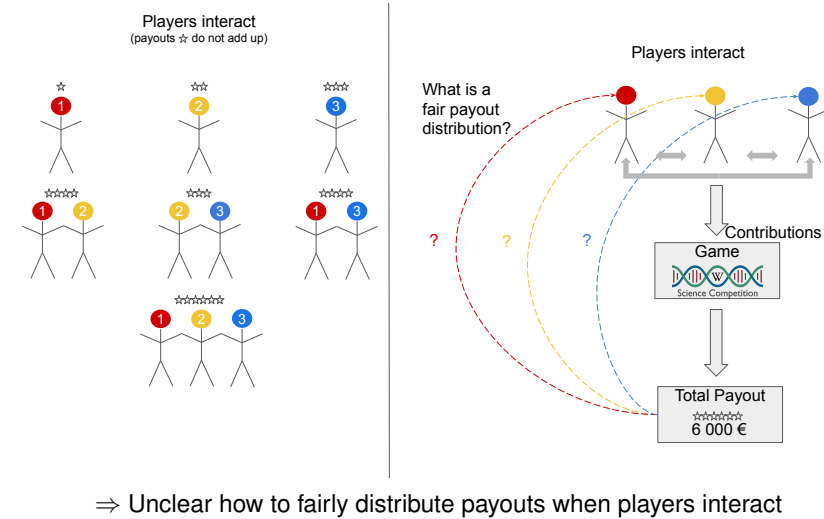 Players interact
(payouts ☆ do not add up)
☆
1
☆☆
2
☆☆☆
3
☆☆☆☆
1 2
☆☆☆
2 3
☆☆☆☆
1 3
☆☆☆☆☆☆
1 2 3
Players interact
What is a
fair payout
distribution?
? ? ?
Contributions
Game
W
Science Competition
Total Payout
☆☆☆☆☆☆
6 000 €
⇒ Unclear how to fairly distribute payouts when players interact